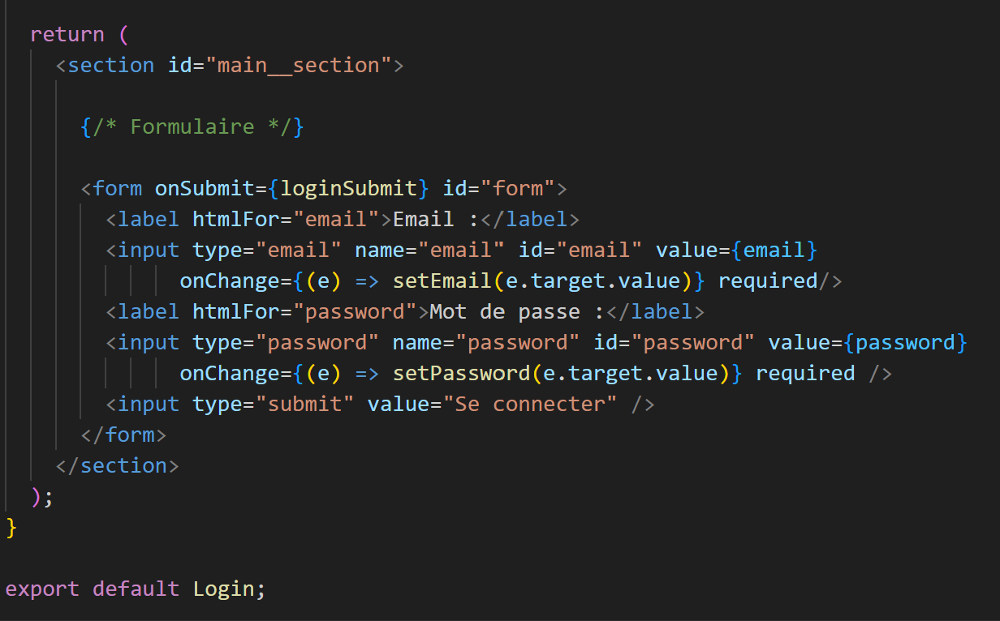 return (
<section id="main__section">
{/* Formulaire */}
<form onSubmit={loginSubmit} id="form">
<label htmlFor="email">Email :</label>
<input type="email" name="email" id="email" value={email}
onChange={(e) => setEmail(e.target.value)} required/>
<label htmlFor="password">Mot de passe :</label>
<input type="password" name="password" id="password" value={password}
onChange={(e) => setPassword(e.target.value)} required />
<input type="submit" value="Se connecter" />
</form>
</section>
);
}
export default Login;